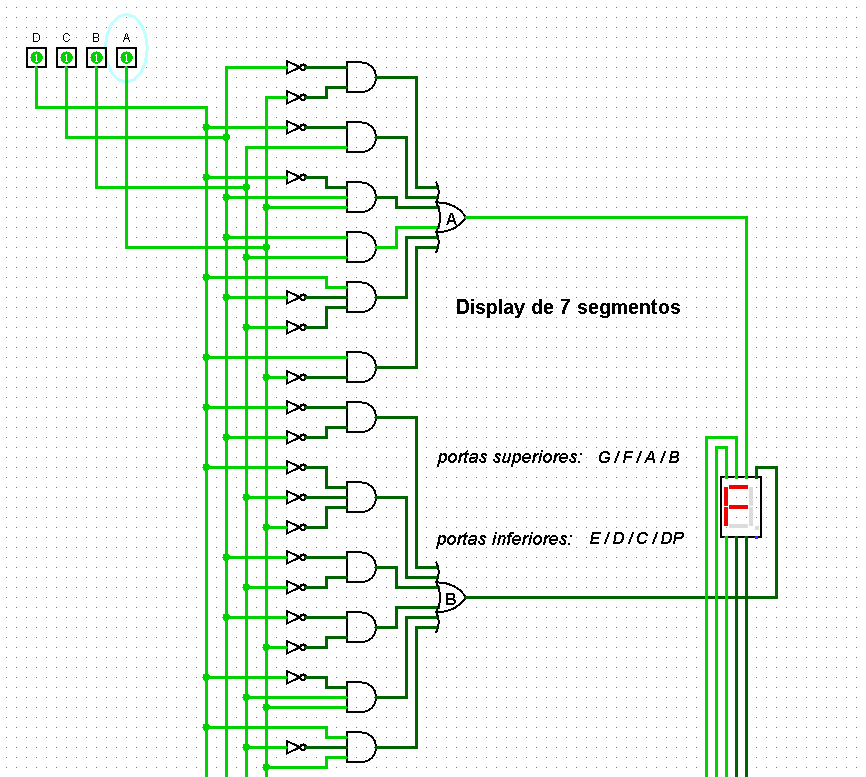 D C B A
1 1 1 1
A
Display de 7 segmentos
portas superiores: G / F / A / B
portas inferiores: E / D / C / DP
B